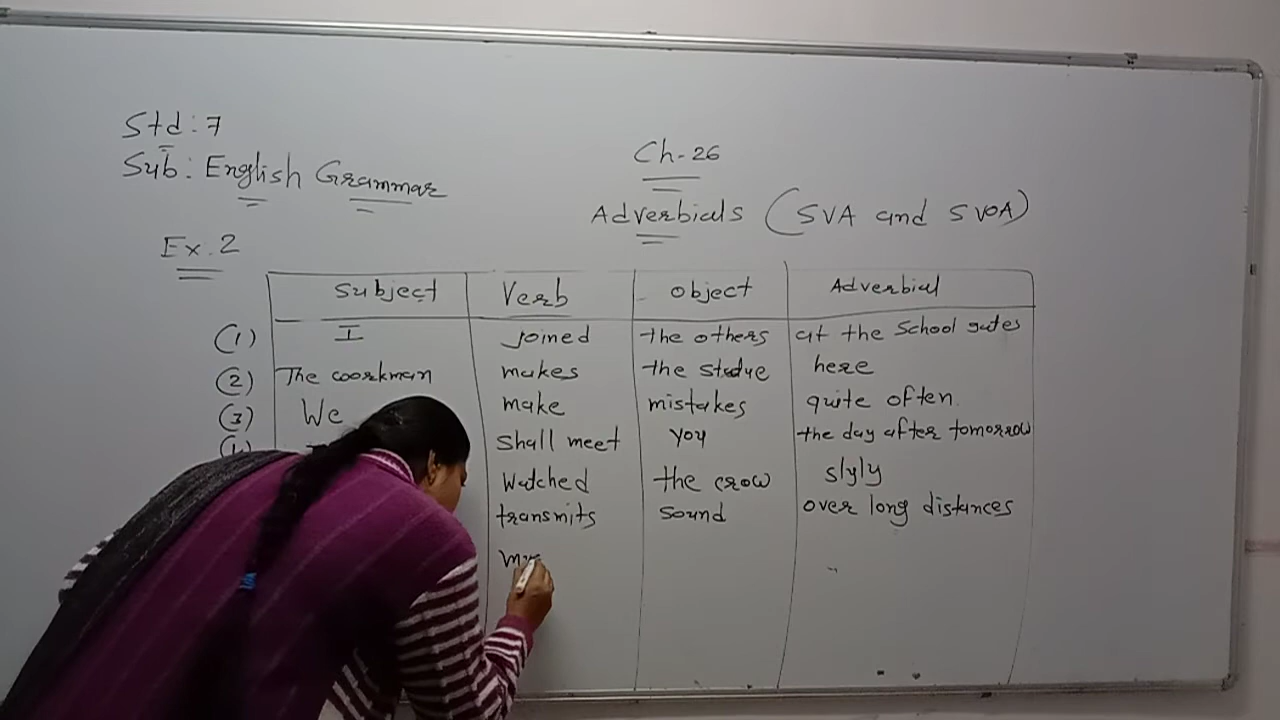 Std : 7
Sub : English Grammar
Ch-26
Adverbials (SVA and SVOA)
Ex. 2
Subject Verb Object Adverbial
(1) I joined the others at the School gates
(2) The workman makes the statue here
(3) We make mistakes quite often
shall meet you the day after tomorrow
Watched the crow slyly
transmits sound over long distances